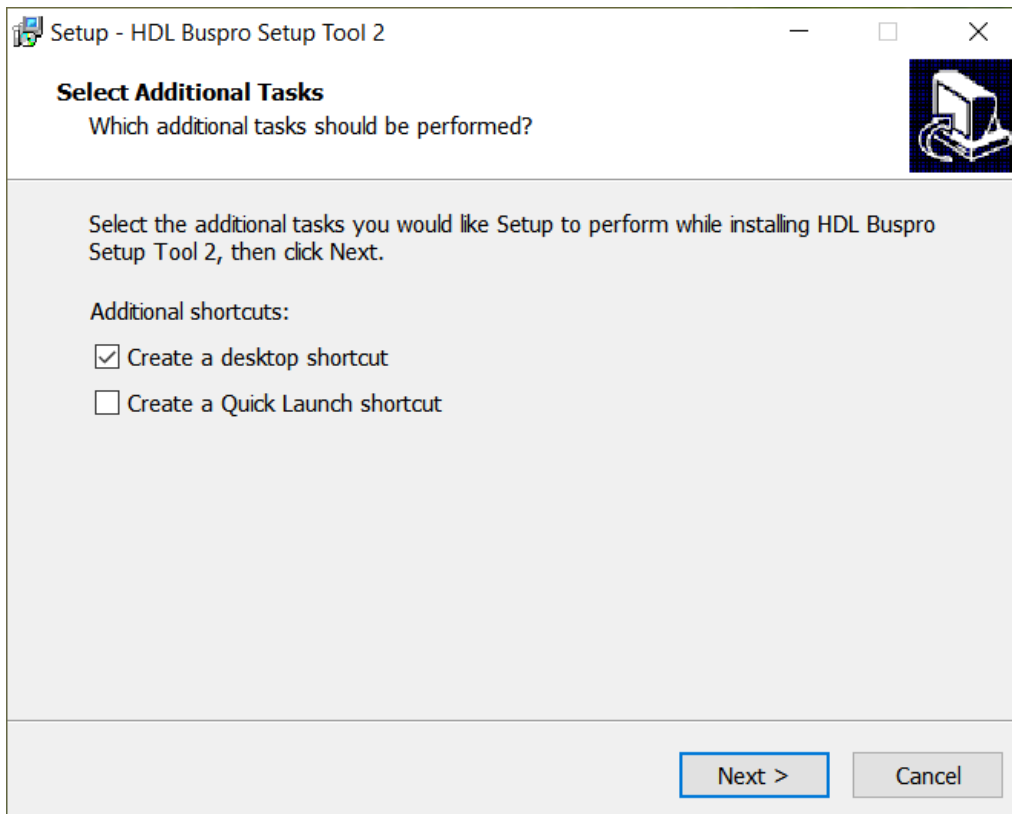 Setup - HDL Buspro Setup Tool 2
Select Additional Tasks
Which additional tasks should be performed?
Select the additional tasks you would like Setup to perform while installing HDL Buspro
Setup Tool 2, then click Next.
Additional shortcuts:
Create a desktop shortcut
Create a Quick Launch shortcut
Next >
Cancel